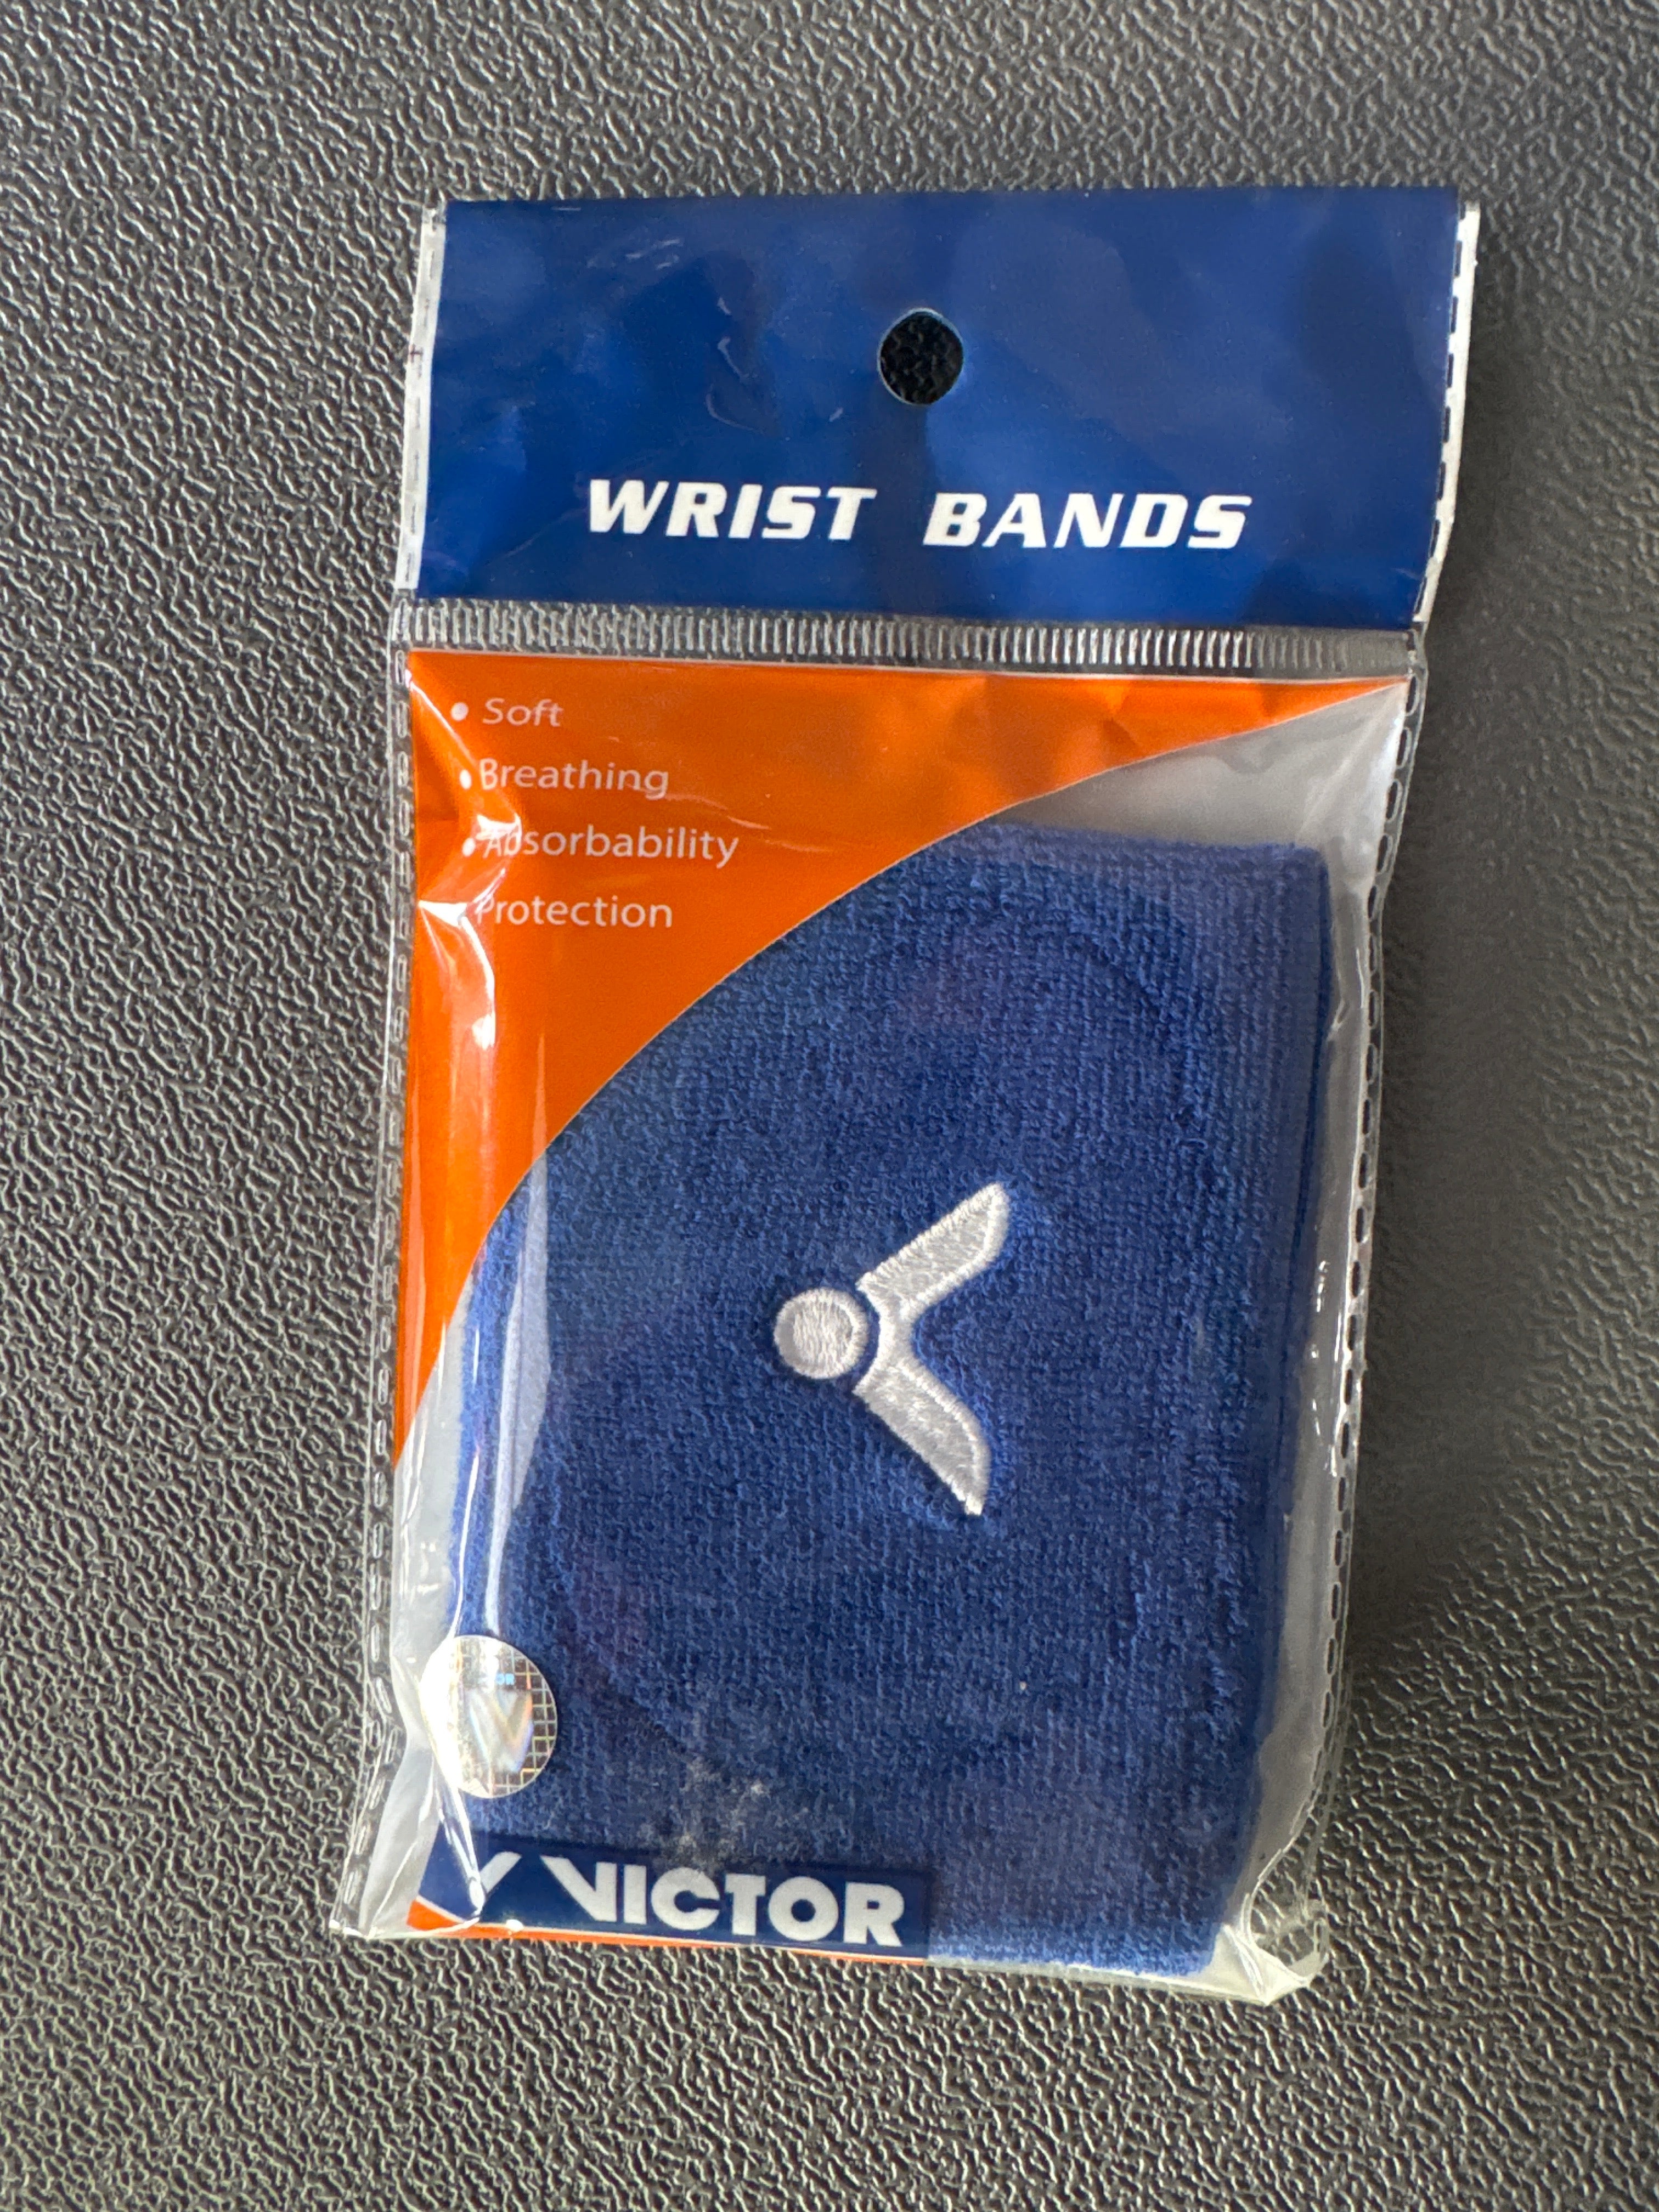 WRIST BANDS
• Soft
• Breathing
• Absorbability
Protection
VICTOR